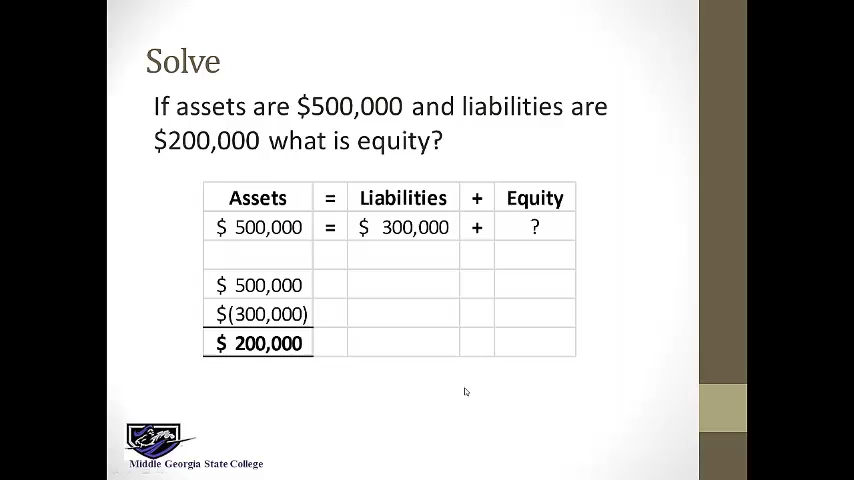 Solve
If assets are $500,000 and liabilities are
$200,000 what is equity?
Assets = Liabilities + Equity
$ 500,000 = $ 300,000 + ?
$ 500,000
$(300,000)
$ 200,000
Middle Georgia State College